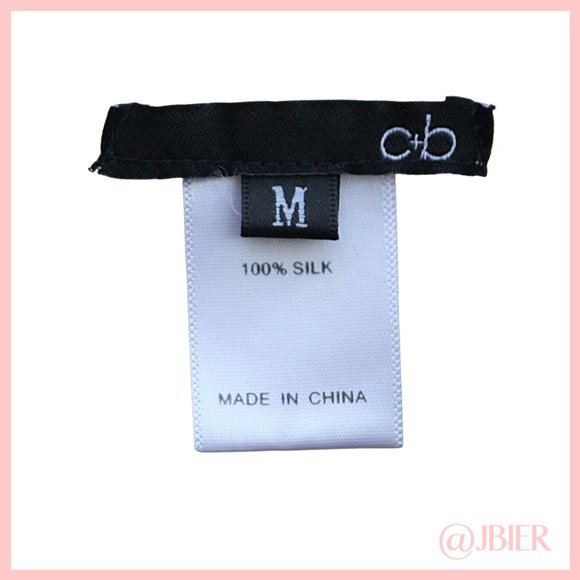 c+b
M
100% SILK
MADE IN CHINA
@JBIER